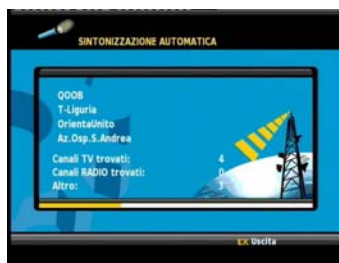 SINTONIZZAZIONE AUTOMATICA
QOOB
T-Liguria
OrientaUnito
Az.Osp.S.Andrea
Canali TV trovati: 4
Canali RADIO trovati: 0
Altro: 3
EX Uscita